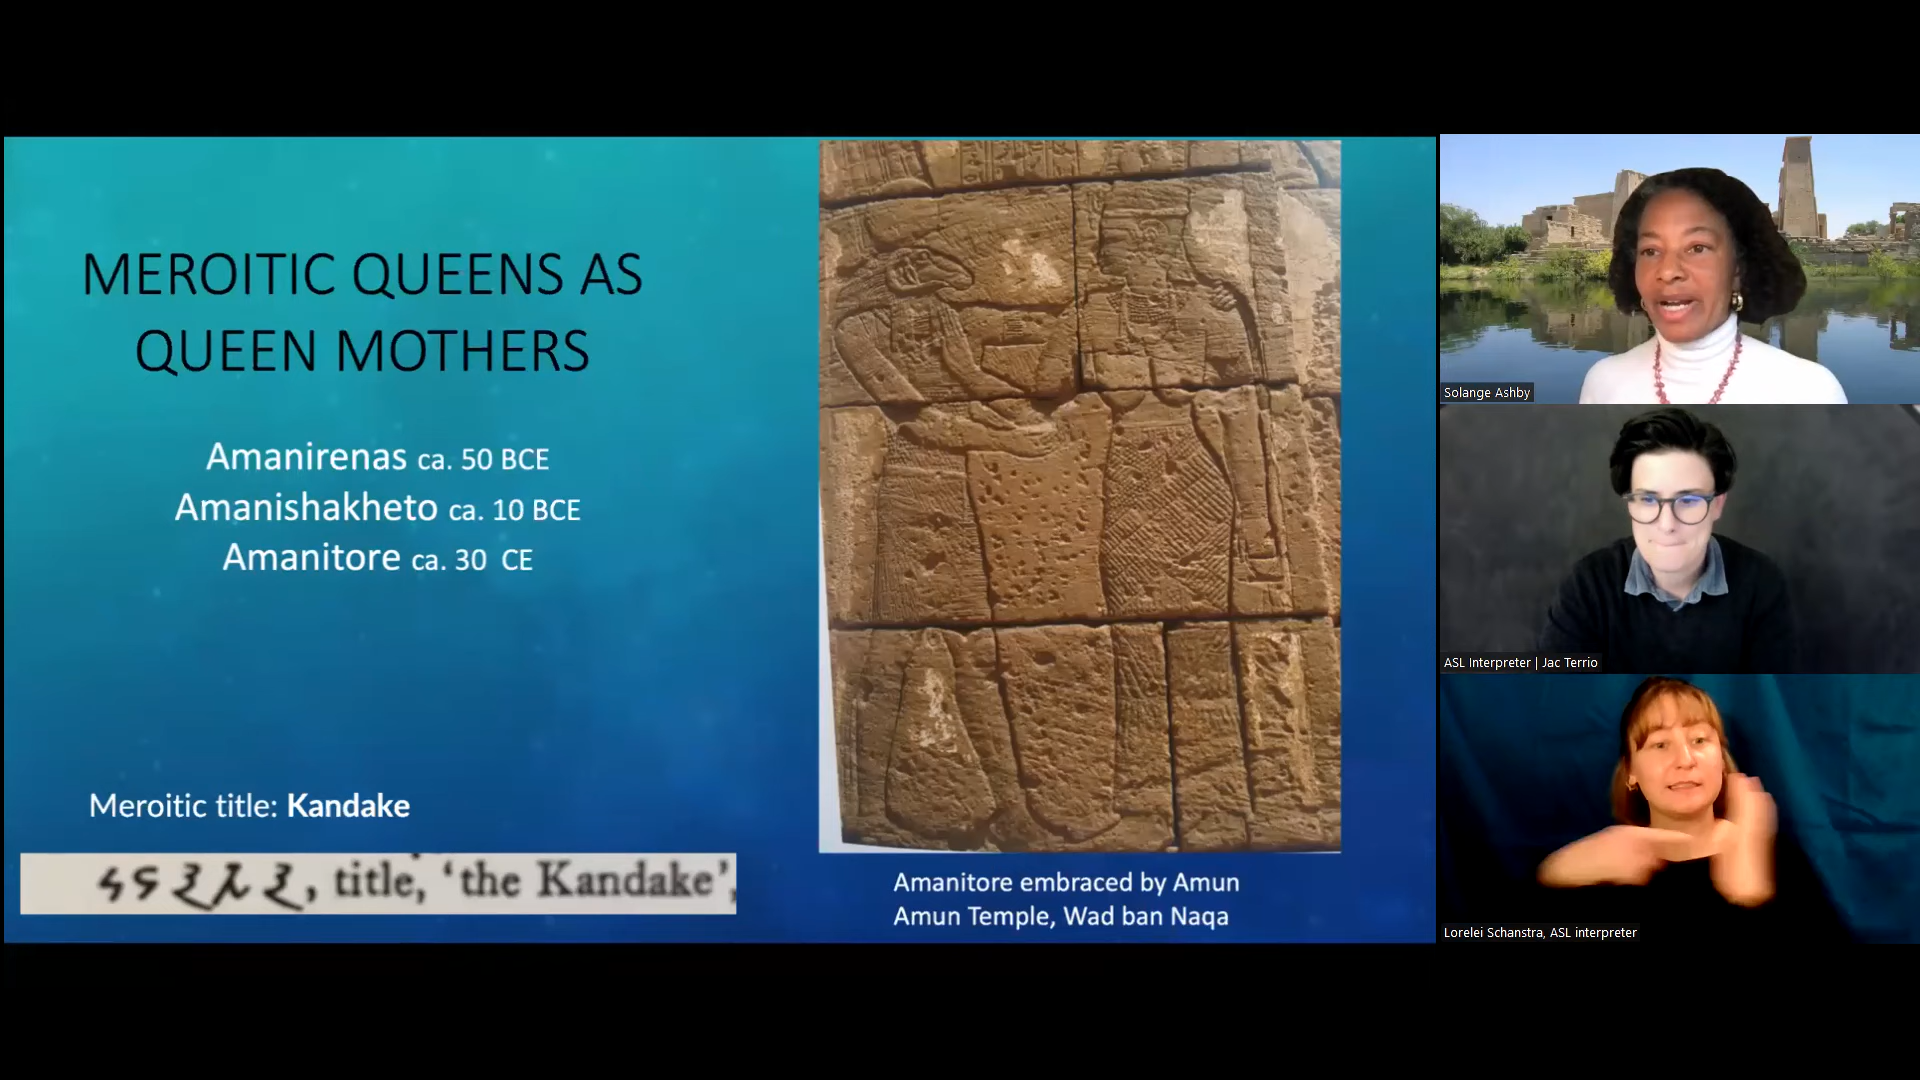 MEROITIC QUEENS AS
QUEEN MOTHERS
Amanirenas ca. 50 BCE
Amanishakheto ca. 10 BCE
Amanitore ca. 30 CE
Meroitic title: Kandake
, title, ‘the Kandake’,
Amanitore embraced by Amun
Amun Temple, Wad ban Naqa
Solange Ashby
ASL Interpreter | Jac Terrio
Lorelei Schanstra, ASL interpreter